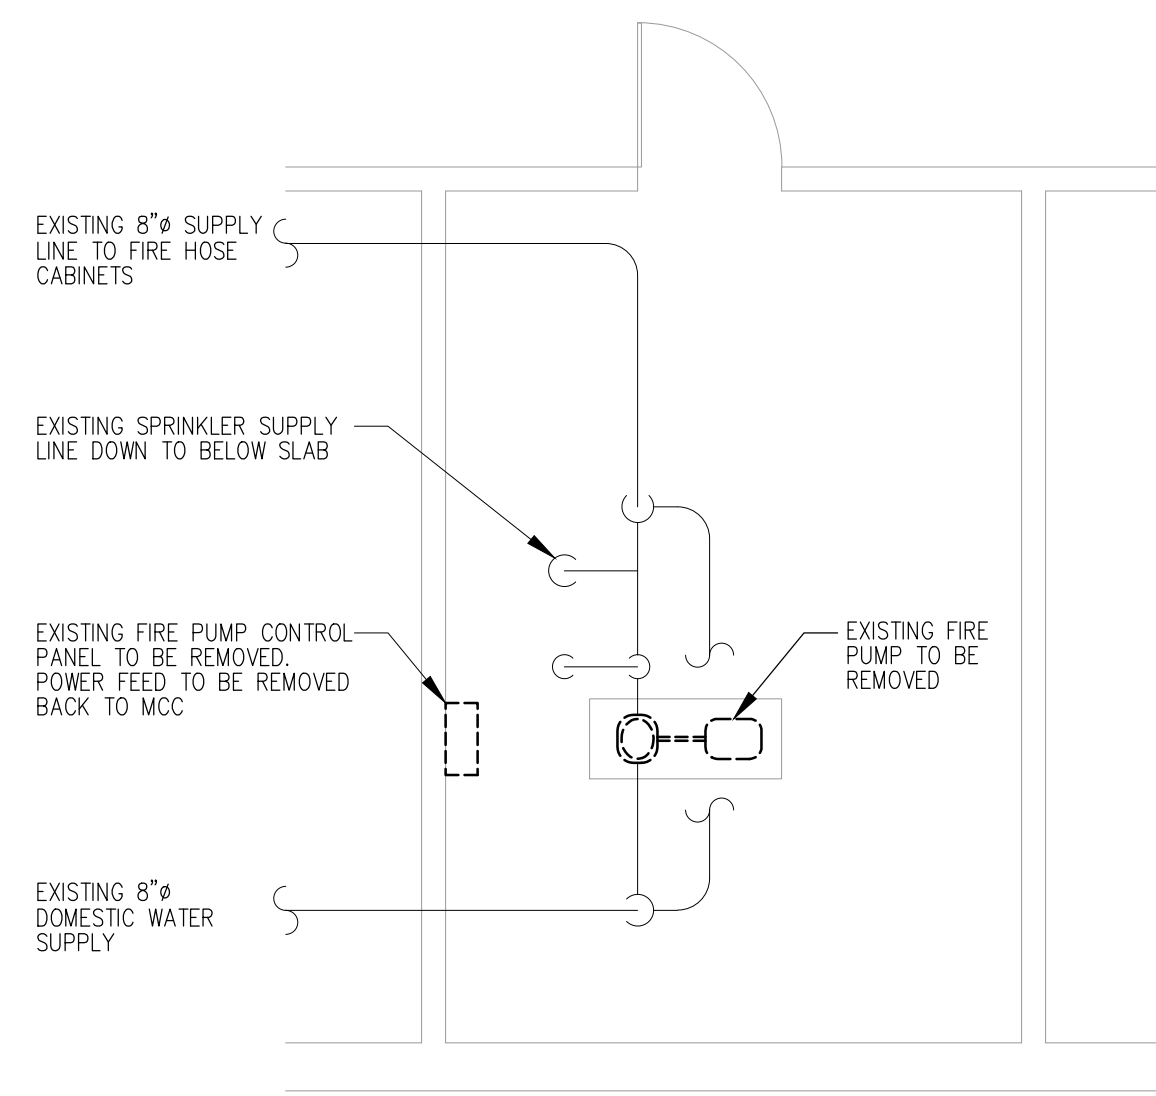 EXISTING 8"ø SUPPLY
LINE TO FIRE HOSE
CABINETS
EXISTING SPRINKLER SUPPLY
LINE DOWN TO BELOW SLAB
EXISTING FIRE PUMP CONTROL
PANEL TO BE REMOVED.
POWER FEED TO BE REMOVED
BACK TO MCC
EXISTING FIRE
PUMP TO BE
REMOVED
EXISTING 8"ø
DOMESTIC WATER
SUPPLY